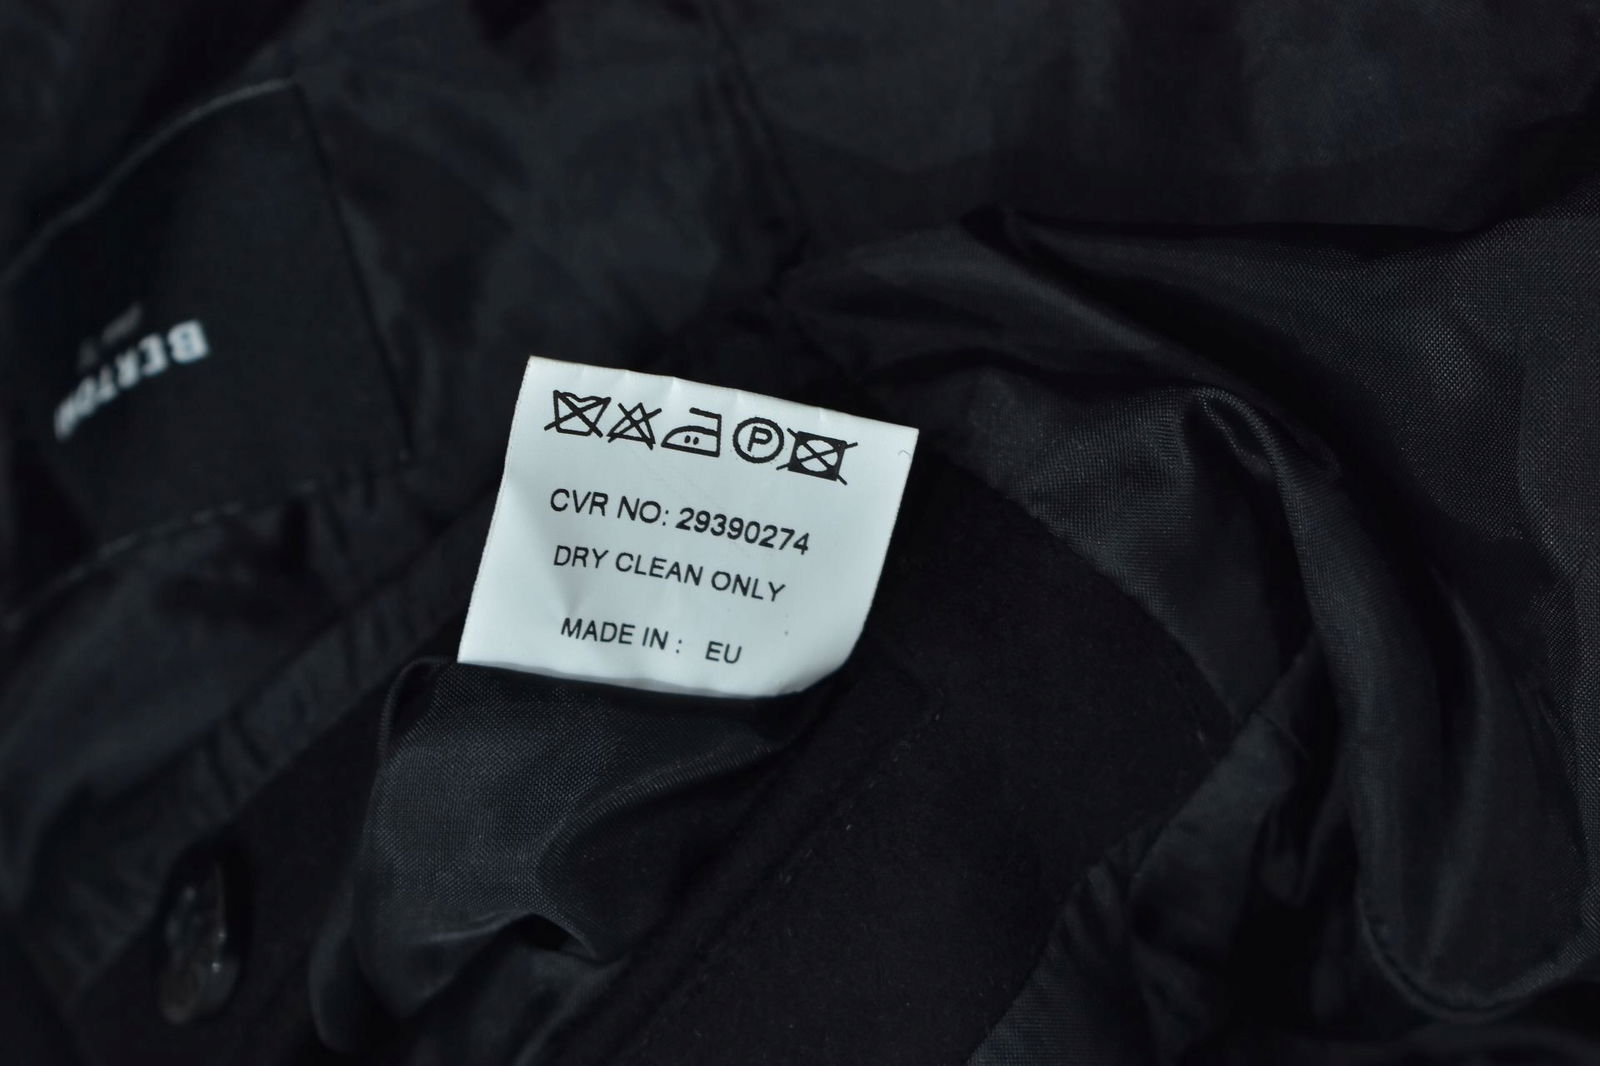 P
CVR NO: 29390274
DRY CLEAN ONLY
MADE IN : EU